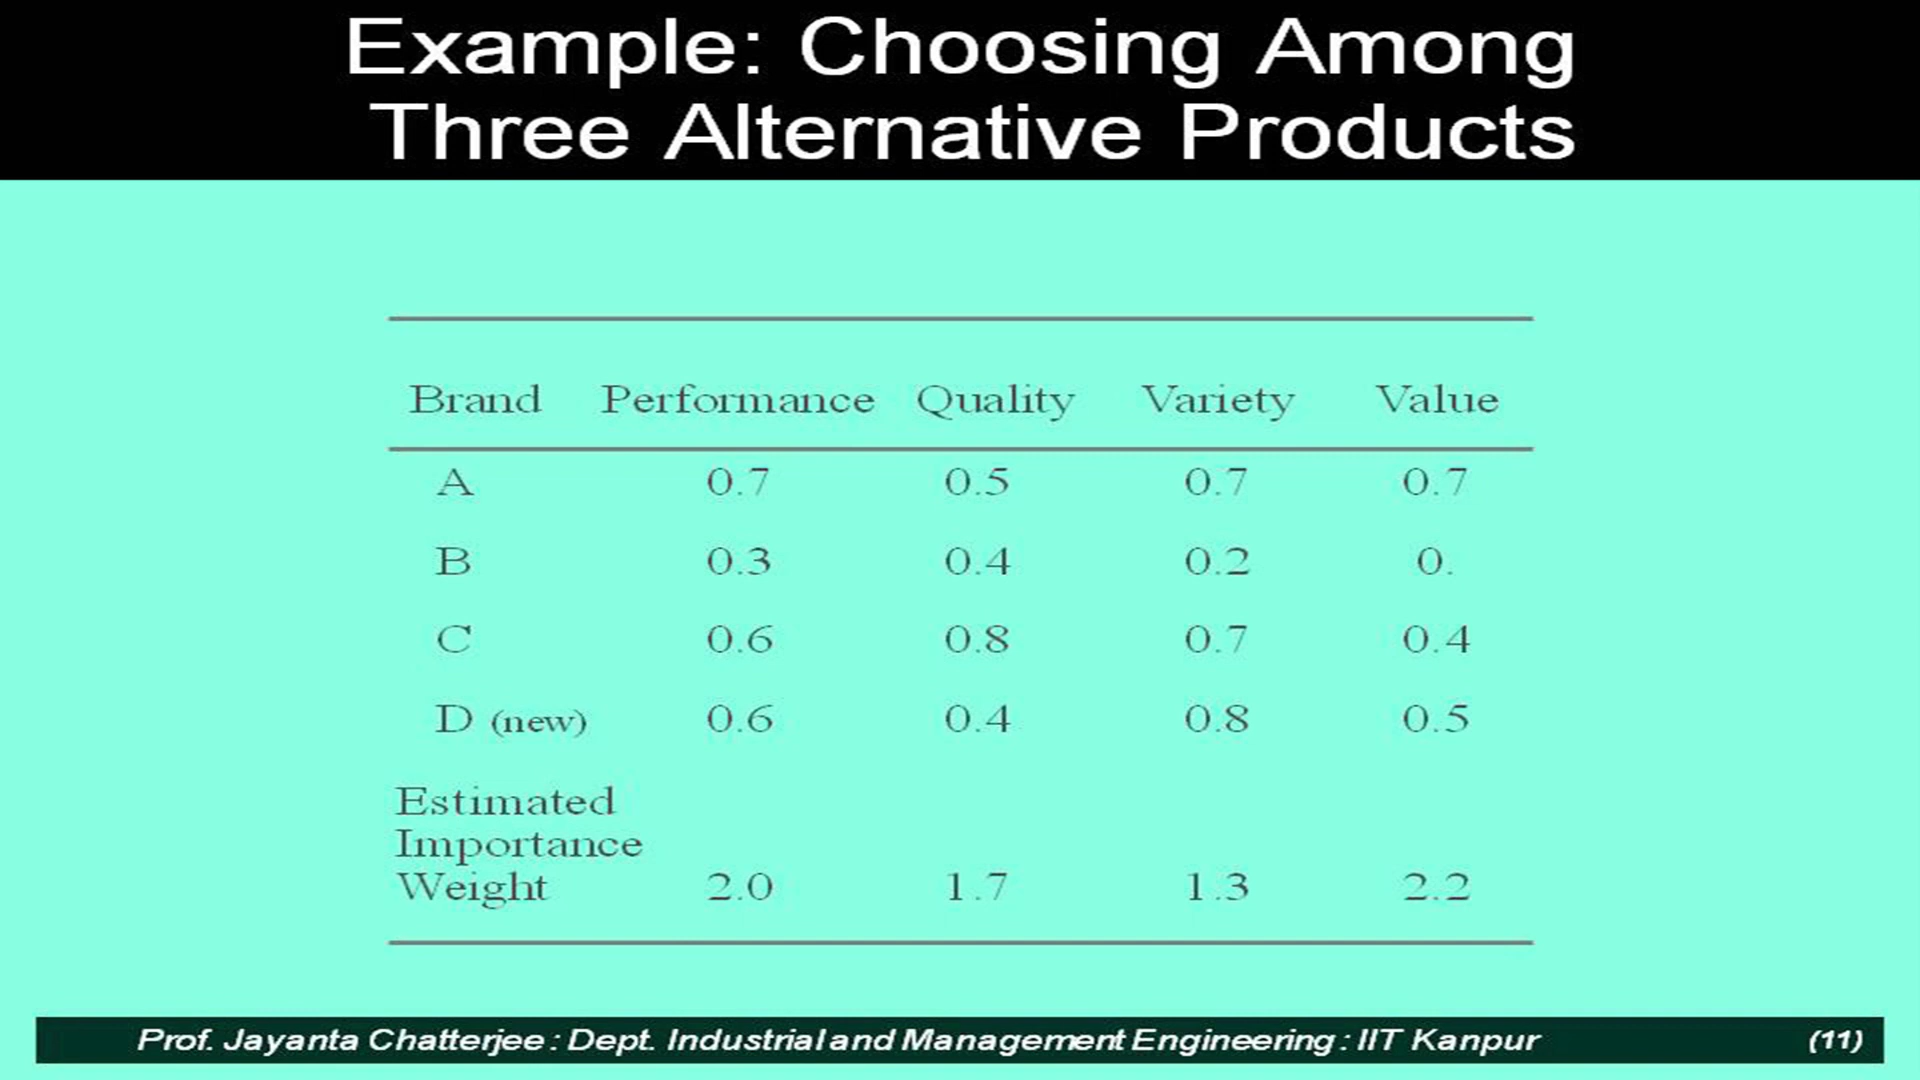 Example: Choosing Among
Three Alternative Products
Brand Performance Quality Variety Value
A 0.7 0.5 0.7 0.7
B 0.3 0.4 0.2 0.
C 0.6 0.8 0.7 0.4
D (new) 0.6 0.4 0.8 0.5
Estimated
Importance
Weight 2.0 1.7 1.3 2.2
Prof. Jayanta Chatterjee : Dept. Industrial and Management Engineering : IIT Kanpur (11)